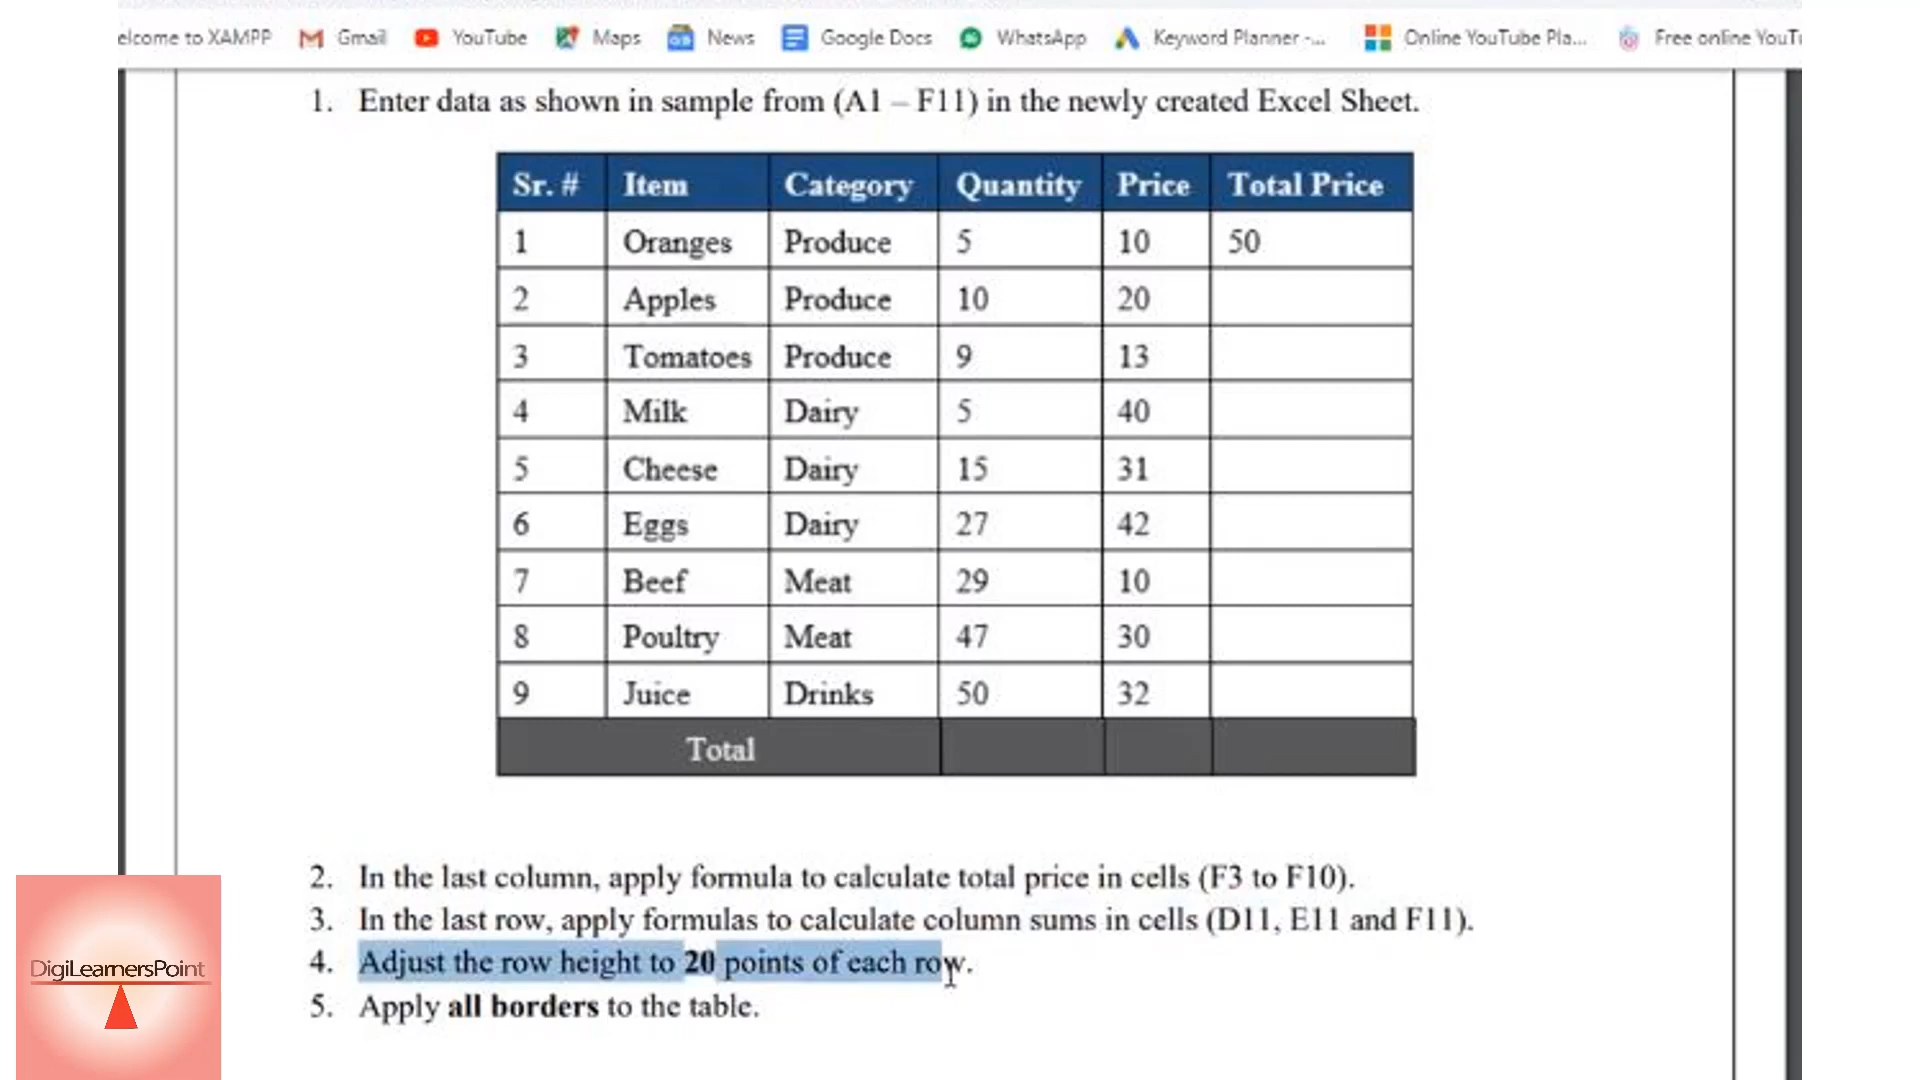 elcome to XAMPP Gmail YouTube Maps News Google Docs WhatsApp Keyword Planner -... Online YouTube Pla... Free online YouT
1. Enter data as shown in sample from (A1 – F11) in the newly created Excel Sheet.
Sr. # Item Category Quantity Price Total Price
1 Oranges Produce 5 10 50
2 Apples Produce 10 20
3 Tomatoes Produce 9 13
4 Milk Dairy 5 40
5 Cheese Dairy 15 31
6 Eggs Dairy 27 42
7 Beef Meat 29 10
8 Poultry Meat 47 30
9 Juice Drinks 50 32
Total
2. In the last column, apply formula to calculate total price in cells (F3 to F10).
3. In the last row, apply formulas to calculate column sums in cells (D11, E11 and F11).
4. Adjust the row height to 20 points of each row.
5. Apply all borders to the table.
DigiLearnersPoint